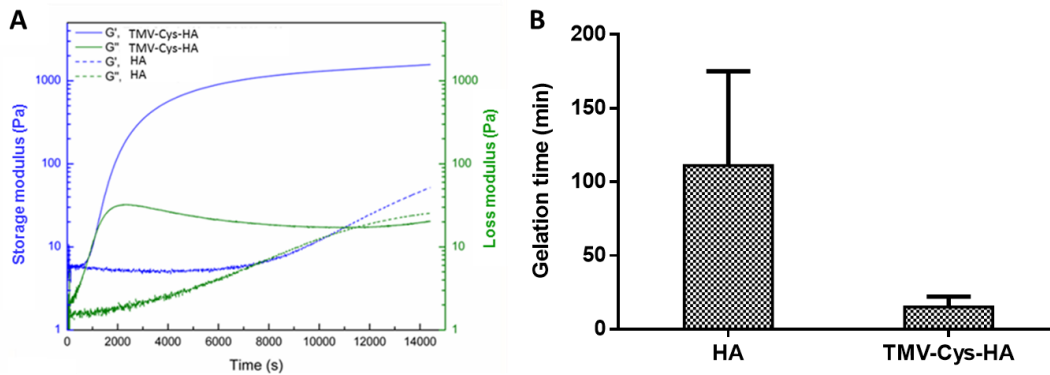 A
G', TMV-Cys-HA
G'' TMV-Cys-HA
G', HA
G'', HA
Storage modulus (Pa)
1000
100
10
1
1000
100
10
1
Loss modulus (Pa)
0 2000 4000 6000 8000 10000 12000 14000
Time (s)
B
Gelation time (min)
200
150
100
50
0
HA TMV-Cys-HA